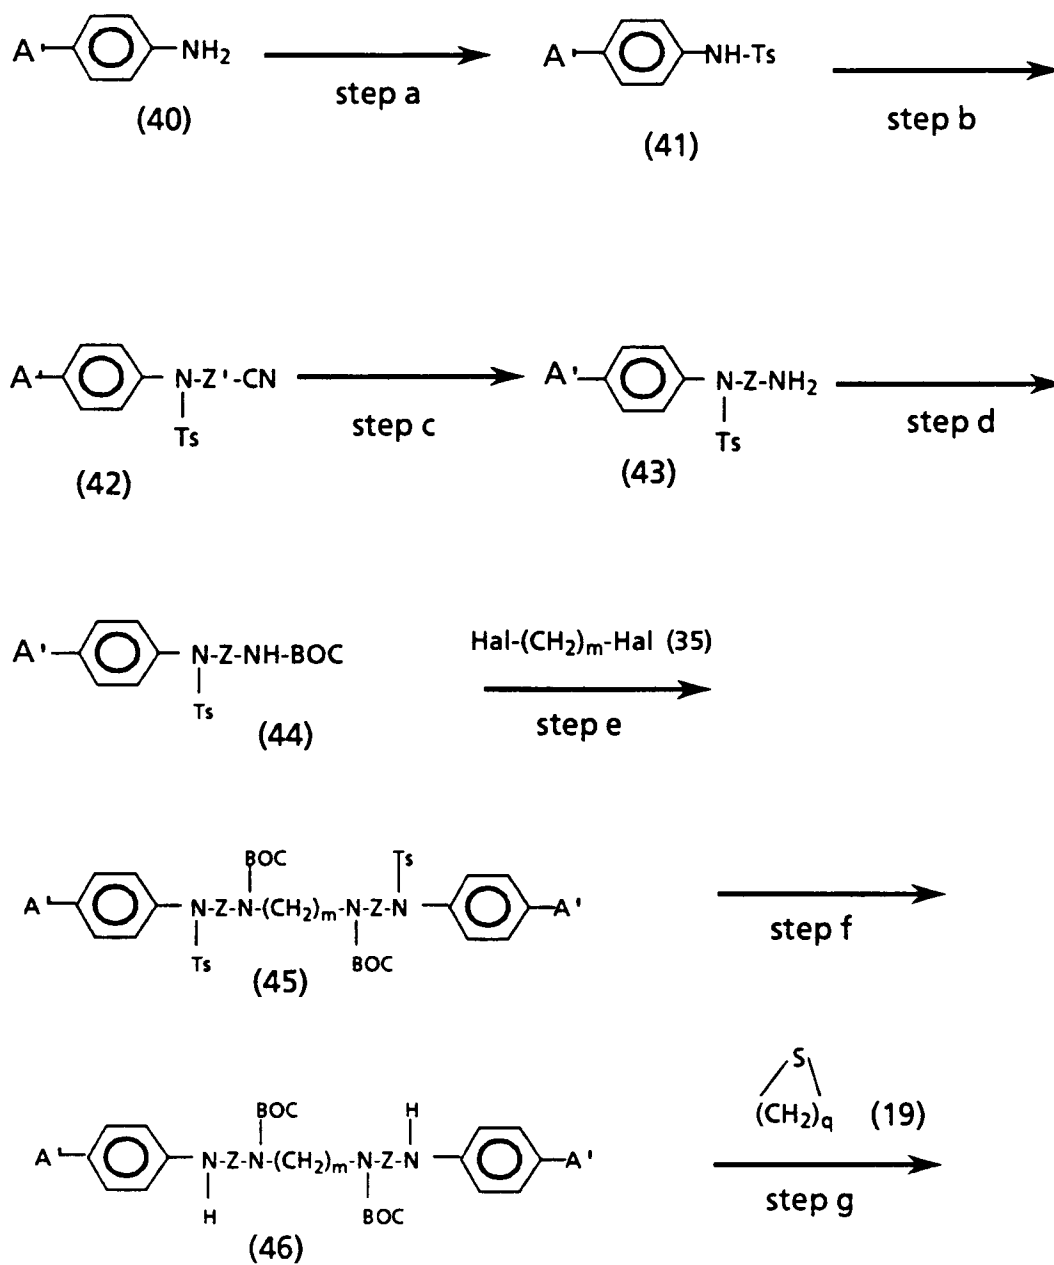 A'-NH2
step a
(40)
A'-NH-Ts
(41)
step b
A'-N-Z'-CN
Ts
(42)
step c
A'-N-Z-NH2
Ts
(43)
step d
A'-N-Z-NH-BOC
Ts
(44)
Hal-(CH2)m-Hal (35)
step e
BOC Ts
A'-N-Z-N-(CH2)m-N-Z-N-A'
Ts BOC
(45)
step f
BOC H
A'-N-Z-N-(CH2)m-N-Z-N-A'
H BOC
(46)
S
(CH2)q (19)
step g